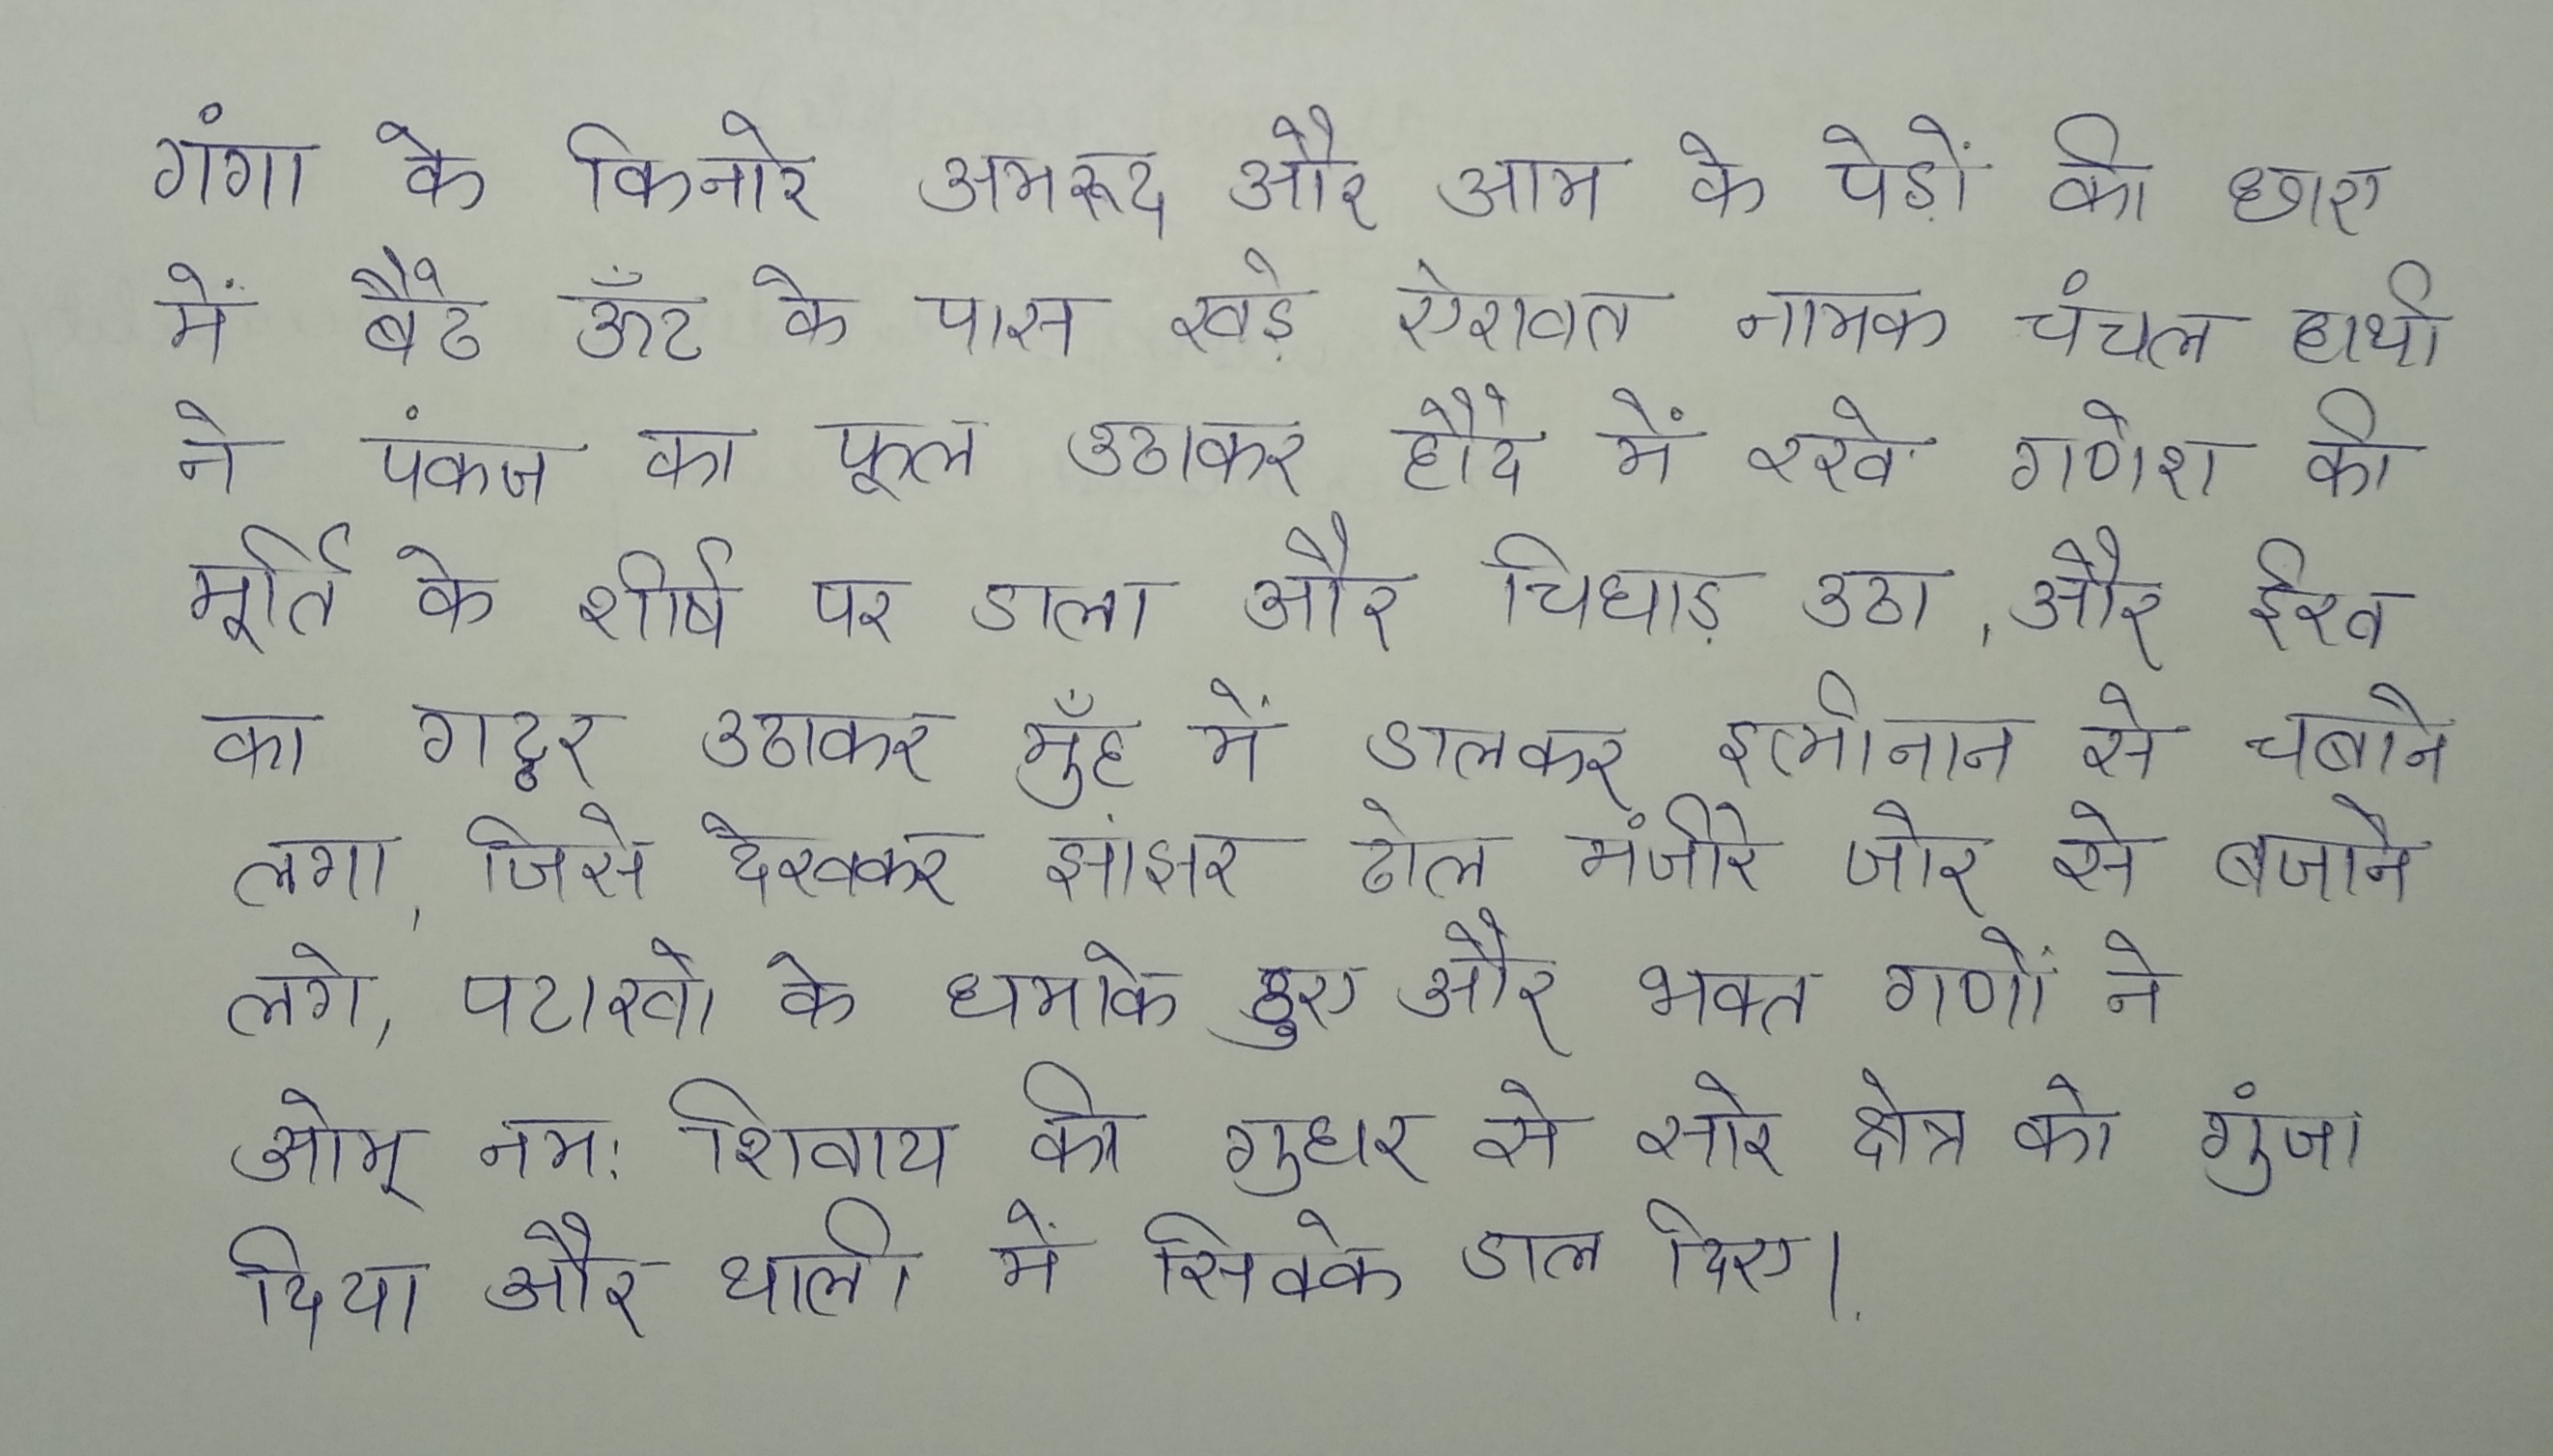 गंगा के किनारे अमरूद और आम के पेड़ों की छाए
में बैठे ऊँट के पास खड़े ऐरावत नामक चंचल हाथी
ने पंकज का फूल उठाकर हौदे में रखे गणेश की
मूर्ति के शीर्ष पर डाला और चिघाड़ उठा, और ईख
का गट्ठर उठाकर मुँह में डालकर इत्मीनान से चबाने
लगा, जिसे देखकर झांझर ढोल मंजीरे जोर से बजाने
लगे, पटाखो के धमाके हुए और भक्त गणों ने
ओम् नमः शिवाय की गुहार से सारे क्षेत्र को गुंजा
दिया और थाली में सिक्के डाल दिए।